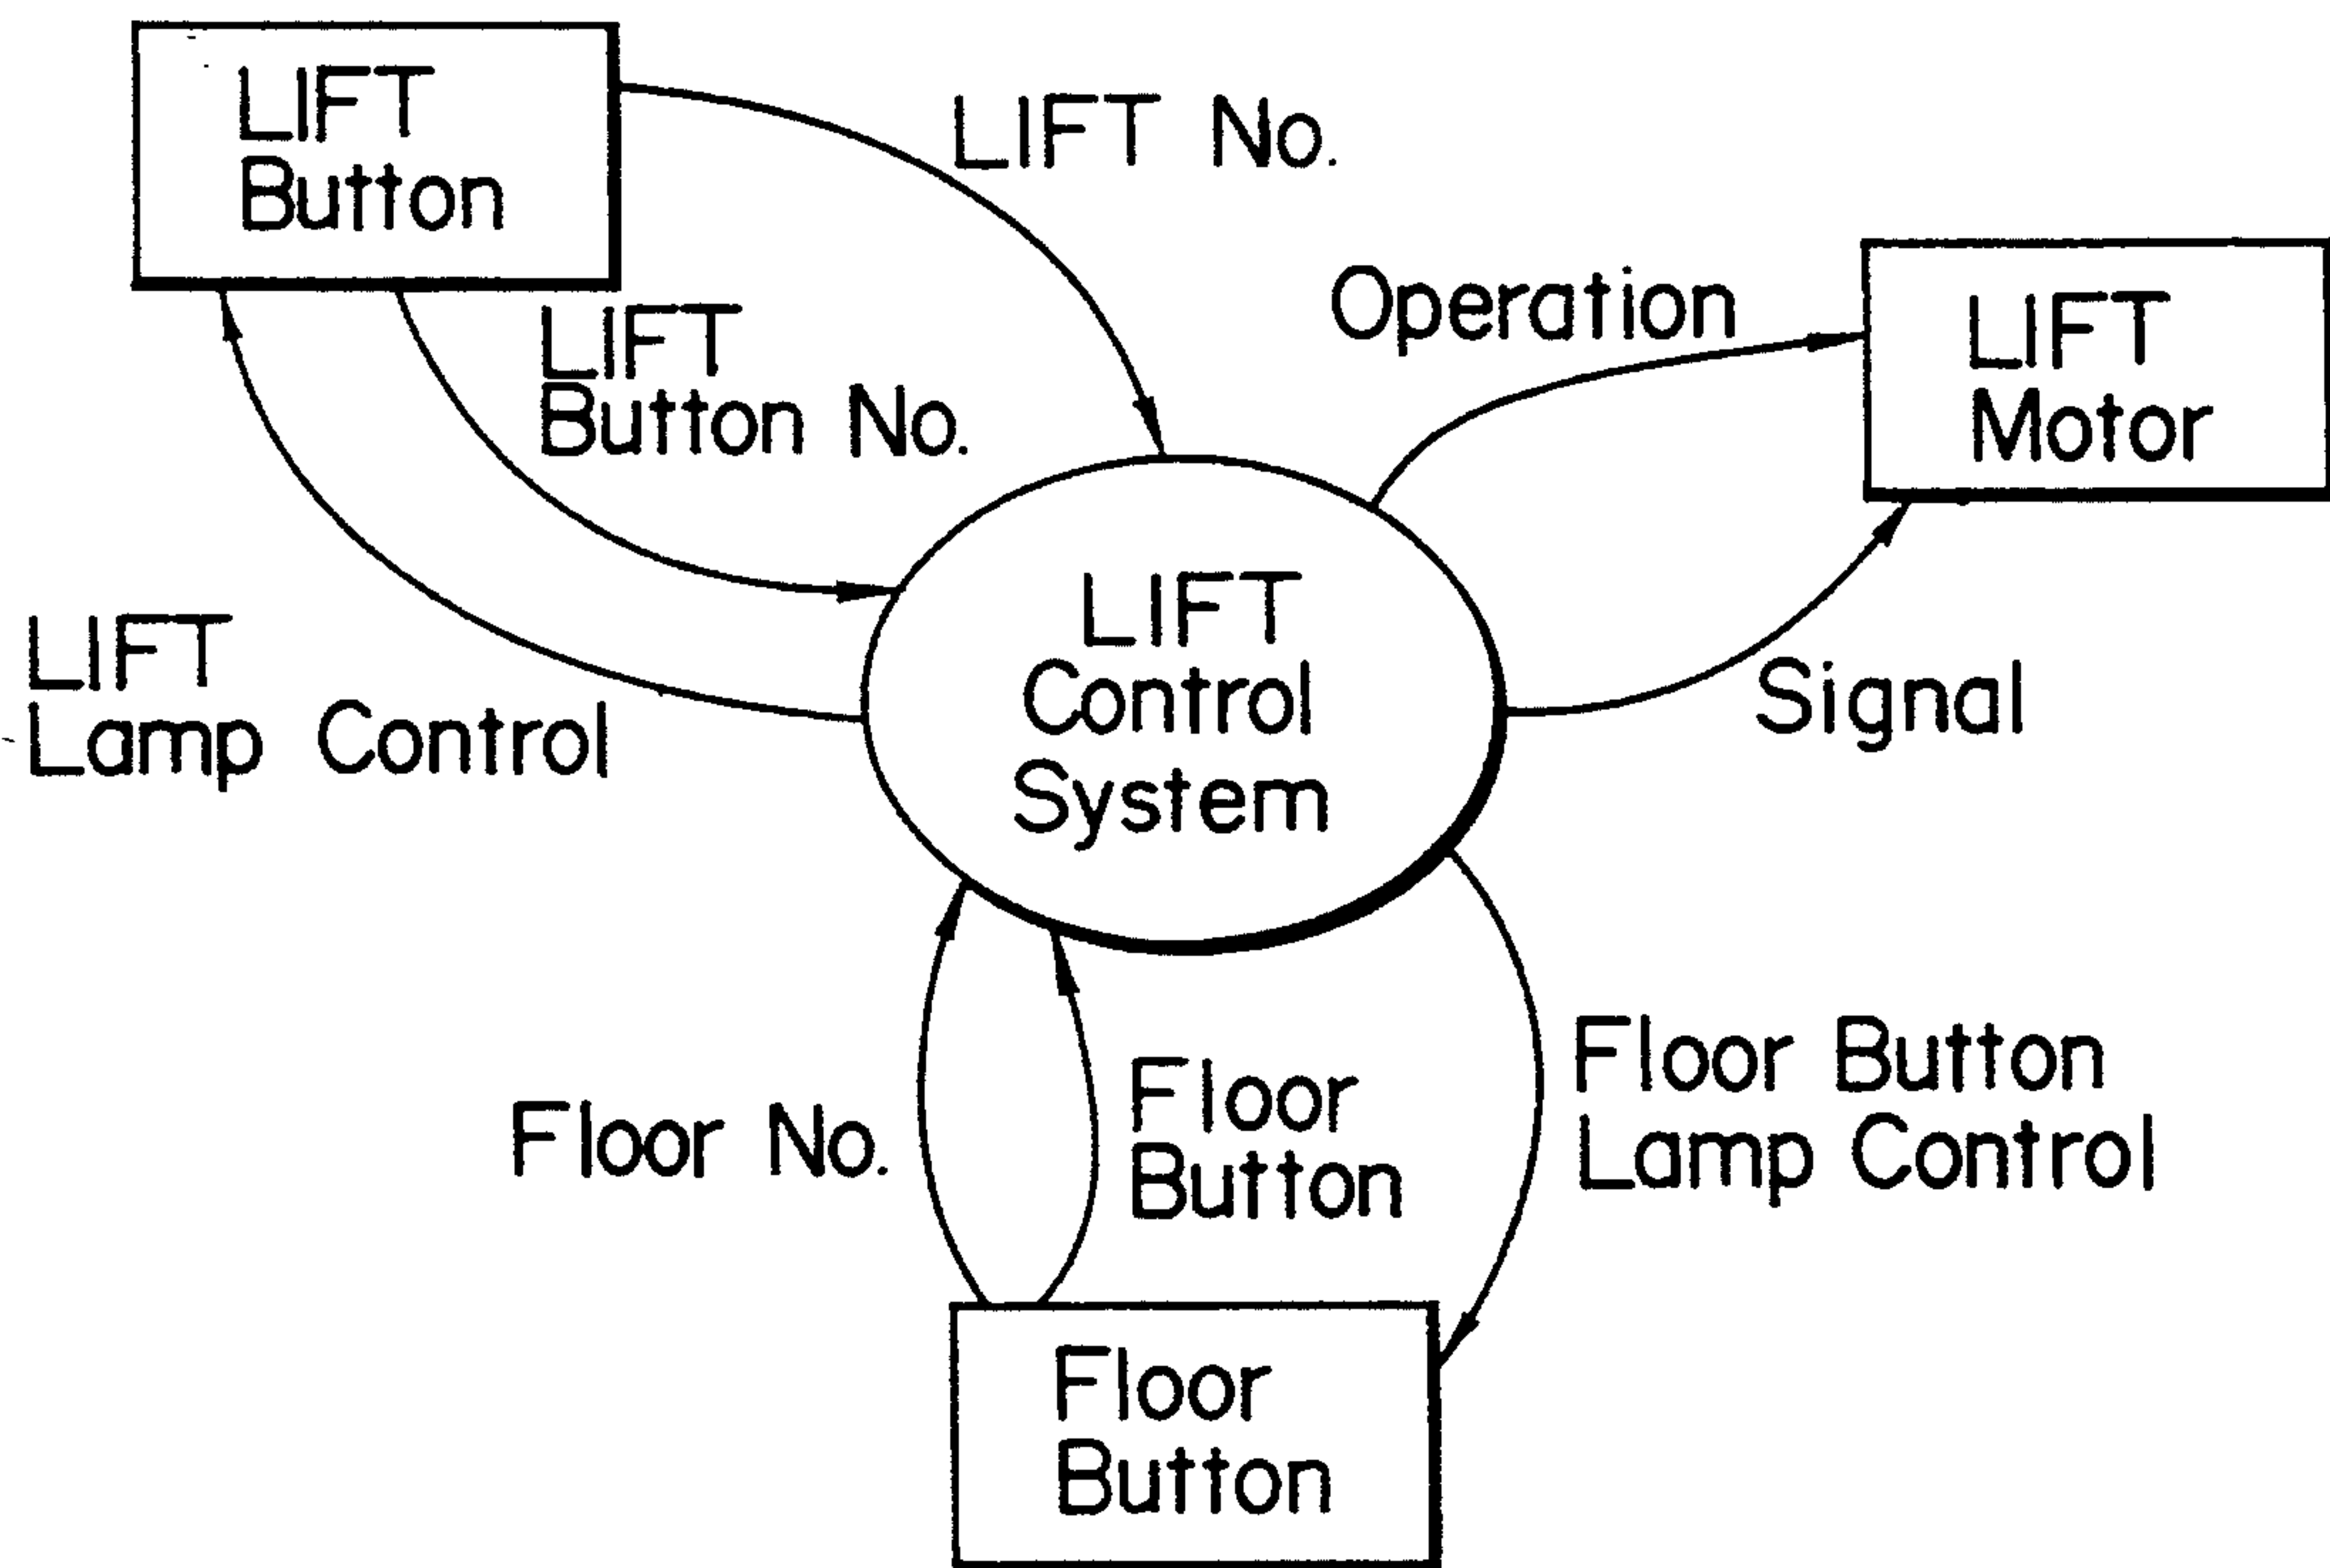 LIFT
Button
LIFT No.
Operation
LIFT
Motor
LIFT
Button No.
LIFT
Lamp Control
LIFT
Control
System
Signal
Floor No.
Floor
Button
Floor Button
Lamp Control
Floor
Button